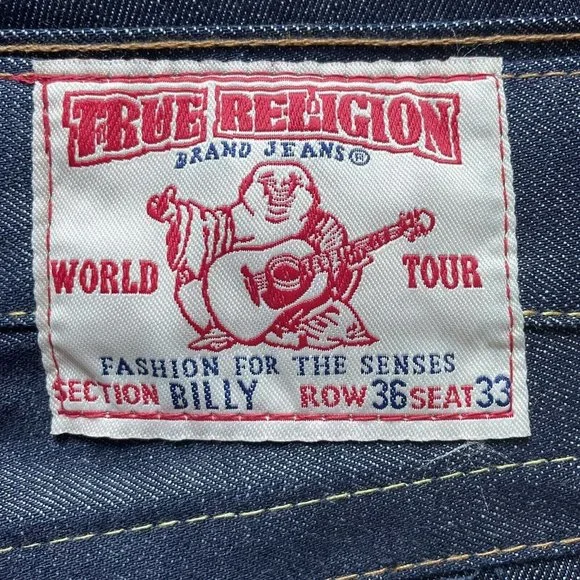 TRUE RELIGION
BRAND JEANS®
WORLD TOUR
FASHION FOR THE SENSES
SECTION BILLY ROW 36 SEAT 33